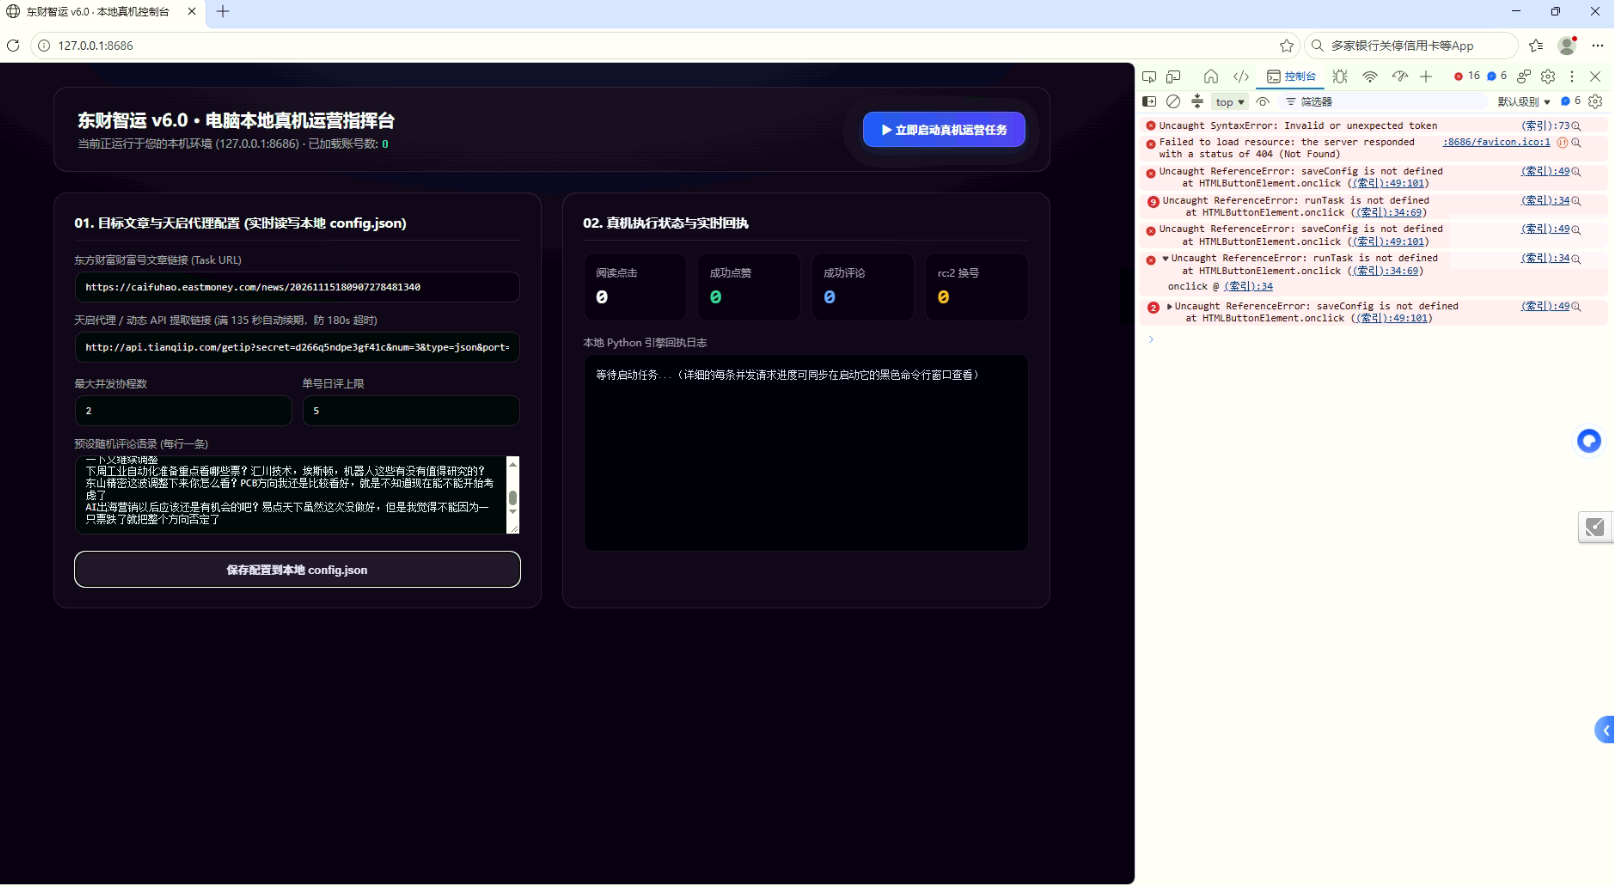 东财智运 v6.0 · 本地真机控制台
127.0.0.1:8686
多家银行关停信用卡等App
东财智运 v6.0 • 电脑本地真机运营指挥台
当前正运行于您的本机环境 (127.0.0.1:8686) · 已加载账号数: 0
▶ 立即启动真机运营任务
01. 目标文章与天启代理配置 (实时读写本地 config.json)
东方财富财富号文章链接 (Task URL)
https://caifuhao.eastmoney.com/news/20261115180907278481340
天启代理 / 动态 API 提取链接 (满 135 秒自动续期，防 180s 超时)
http://api.tianqiip.com/getip?secret=d266q5ndpe3gf41c&num=3&type=json&port=
最大并发协程数
单号日评上限
2
5
预设随机评论语录 (每行一条)
一下又继续调整
下周工业自动化准备重点看哪些票？汇川技术，埃斯顿，机器人这些有没有值得研究的？
东山精密这波调整下来你怎么看？PCB方向我还是比较看好，就是不知道现在能不能开始考
虑了
AI出海营销以后应该还是有机会的吧？易点天下虽然这次没做好，但是我觉得不能因为一
只票跌了就把整个方向否定了
保存配置到本地 config.json
02. 真机执行状态与实时回执
阅读点击
0
成功点赞
0
成功评论
0
rc:2 换号
0
本地 Python 引擎回执日志
等待启动任务...（详细的每条并发请求进度可同步在启动它的黑色命令行窗口查看）
控制台
16
6
top
筛选器
默认级别
6
Uncaught SyntaxError: Invalid or unexpected token (索引):73
Failed to load resource: the server responded :8686/favicon.ico:1
with a status of 404 (Not Found)
Uncaught ReferenceError: saveConfig is not defined (索引):49
at HTMLButtonElement.onclick ((索引):49:101)
9 Uncaught ReferenceError: runTask is not defined (索引):34
at HTMLButtonElement.onclick ((索引):34:69)
Uncaught ReferenceError: saveConfig is not defined (索引):49
at HTMLButtonElement.onclick ((索引):49:101)
▼Uncaught ReferenceError: runTask is not defined (索引):34
at HTMLButtonElement.onclick ((索引):34:69)
onclick @ (索引):34
2 ▶Uncaught ReferenceError: saveConfig is not defined (索引):49
at HTMLButtonElement.onclick ((索引):49:101)